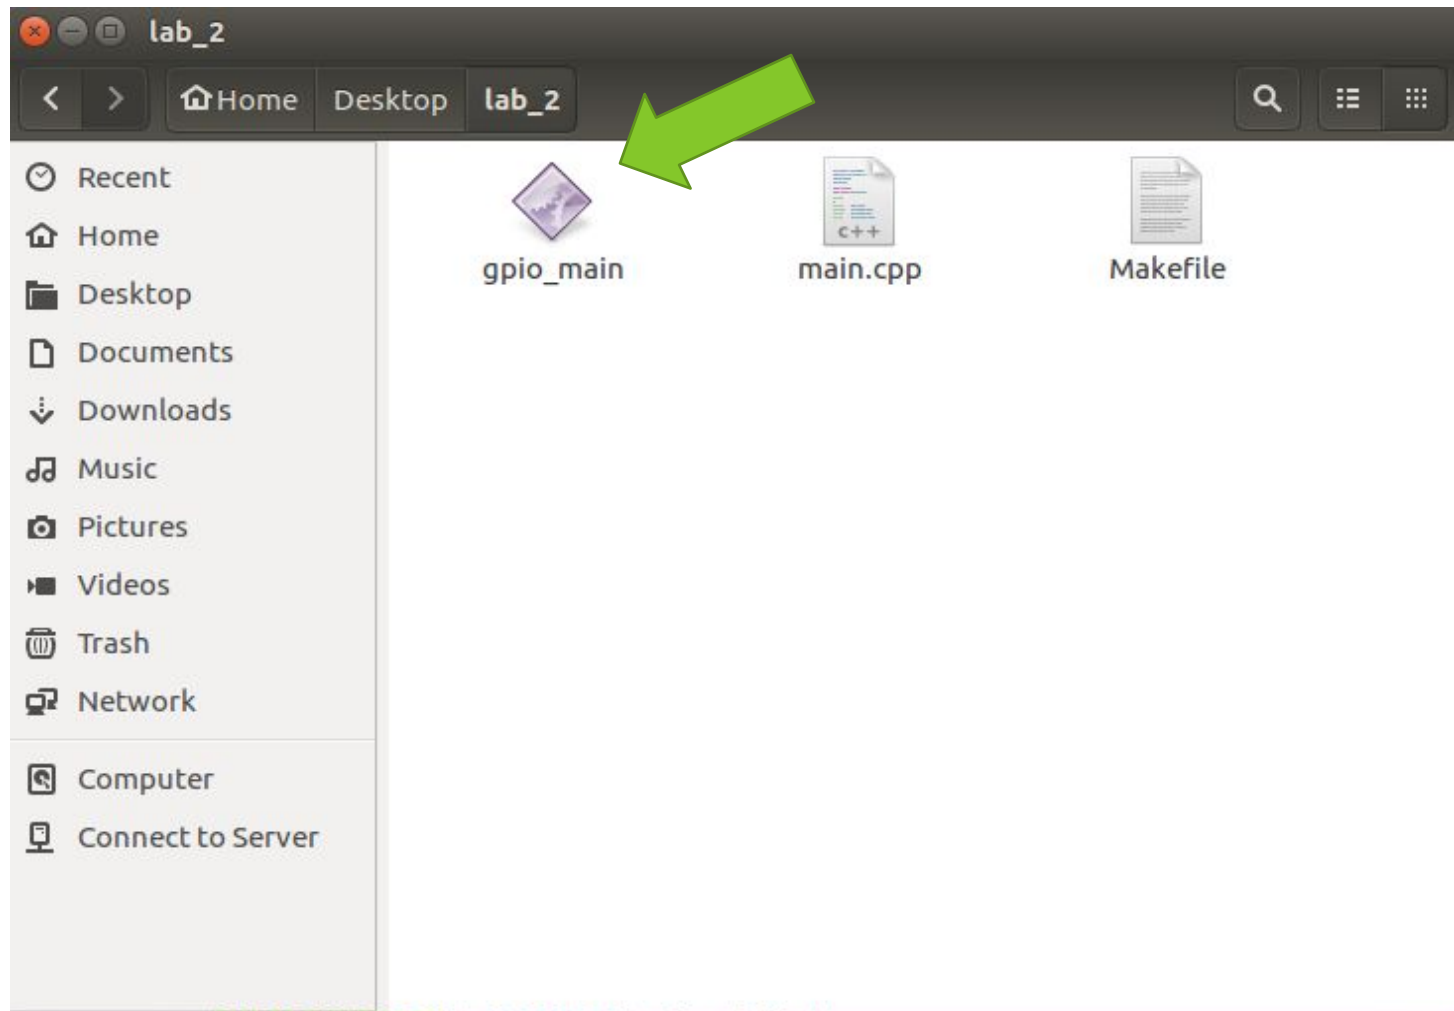 lab_2
Home Desktop lab_2
Recent
Home
Desktop
Documents
Downloads
Music
Pictures
Videos
Trash
Network
Computer
Connect to Server
c++
gpio_main main.cpp Makefile